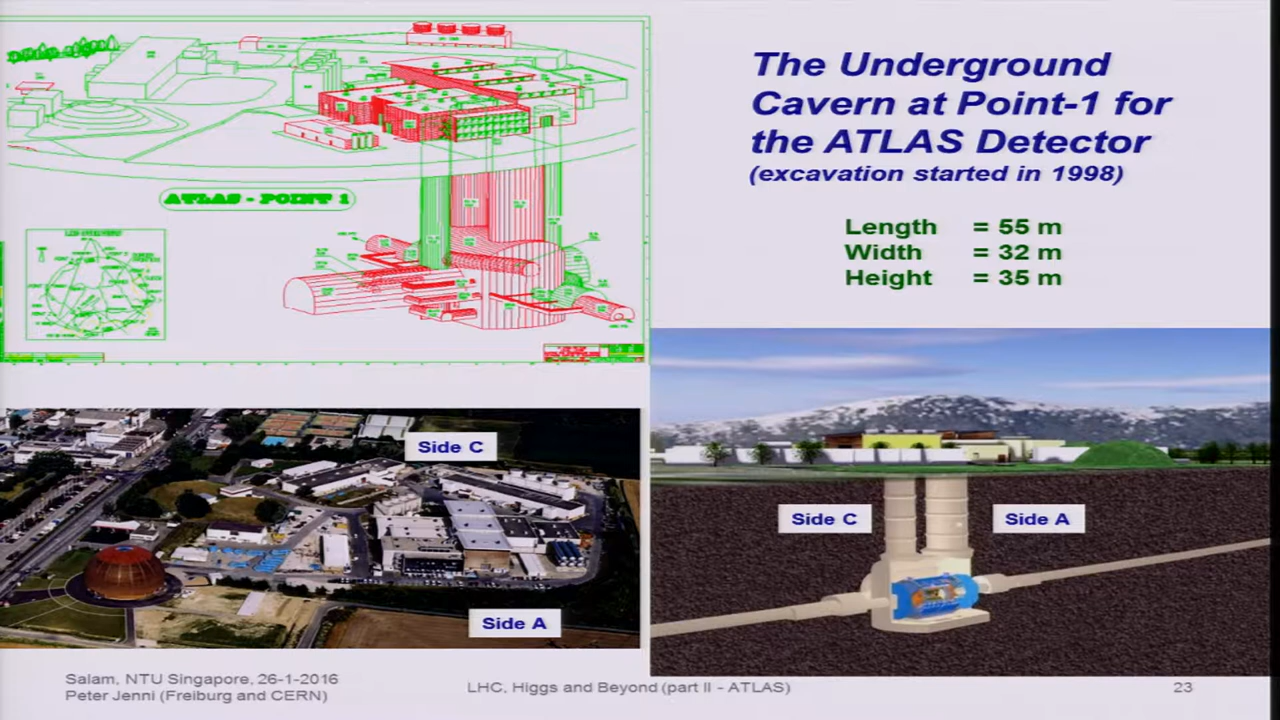 The Underground
Cavern at Point-1 for
the ATLAS Detector
(excavation started in 1998)
Length = 55 m
Width = 32 m
Height = 35 m
ATLAS - POINT 1
Side C
Side A
Side C
Side A
Salam, NTU Singapore, 26-1-2016
Peter Jenni (Freiburg and CERN)
LHC, Higgs and Beyond (part II - ATLAS)
23